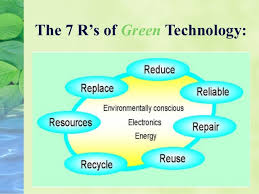 The 7 R's of Green Technology:
Reduce
Replace
Reliable
Environmentally conscious
Resources
Electronics
Repair
Energy
Recycle
Reuse